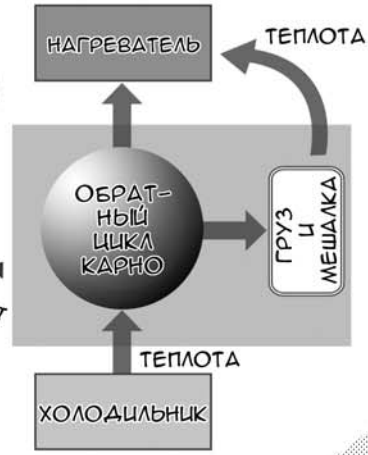 НАГРЕВАТЕЛЬ
ТЕПЛОТА
ОБРАТ-
НЫЙ
ЦИКЛ
КАРНО
ГРУЗ
И
МЕШАЛКА
ТЕПЛОТА
ХОЛОДИЛЬНИК